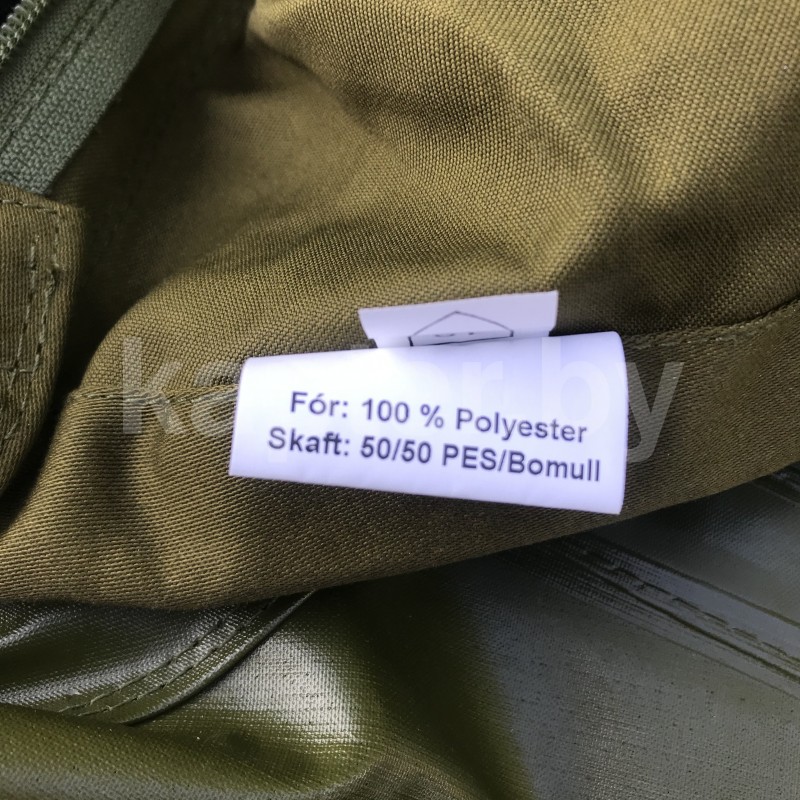 Fór: 100 % Polyester
Skaft: 50/50 PES/Bomull